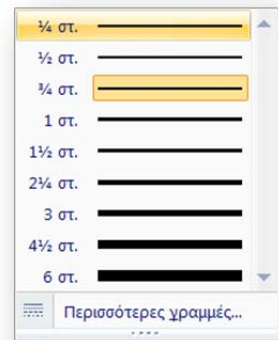 ¼ στ.
½ στ.
¾ στ.
1 στ.
1½ στ.
2¼ στ.
3 στ.
4½ στ.
6 στ.
Περισσότερες γραμμές...